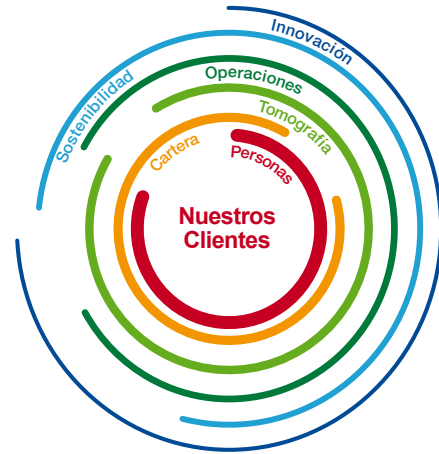 Innovación
Sostenibilidad
Operaciones
Tomografía
Cartera
Personas
Nuestros
Clientes